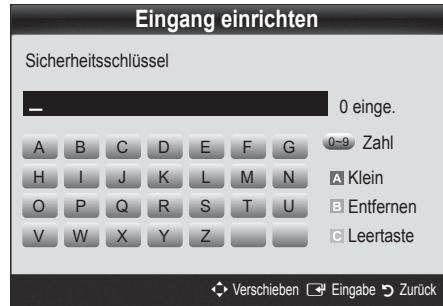 Eingang einrichten
Sicherheitsschlüssel
_ 0 einge.
A B C D E F G 0~9 Zahl
H I J K L M N A Klein
O P Q R S T U B Entfernen
V W X Y Z C Leertaste
Verschieben Eingabe Zurück